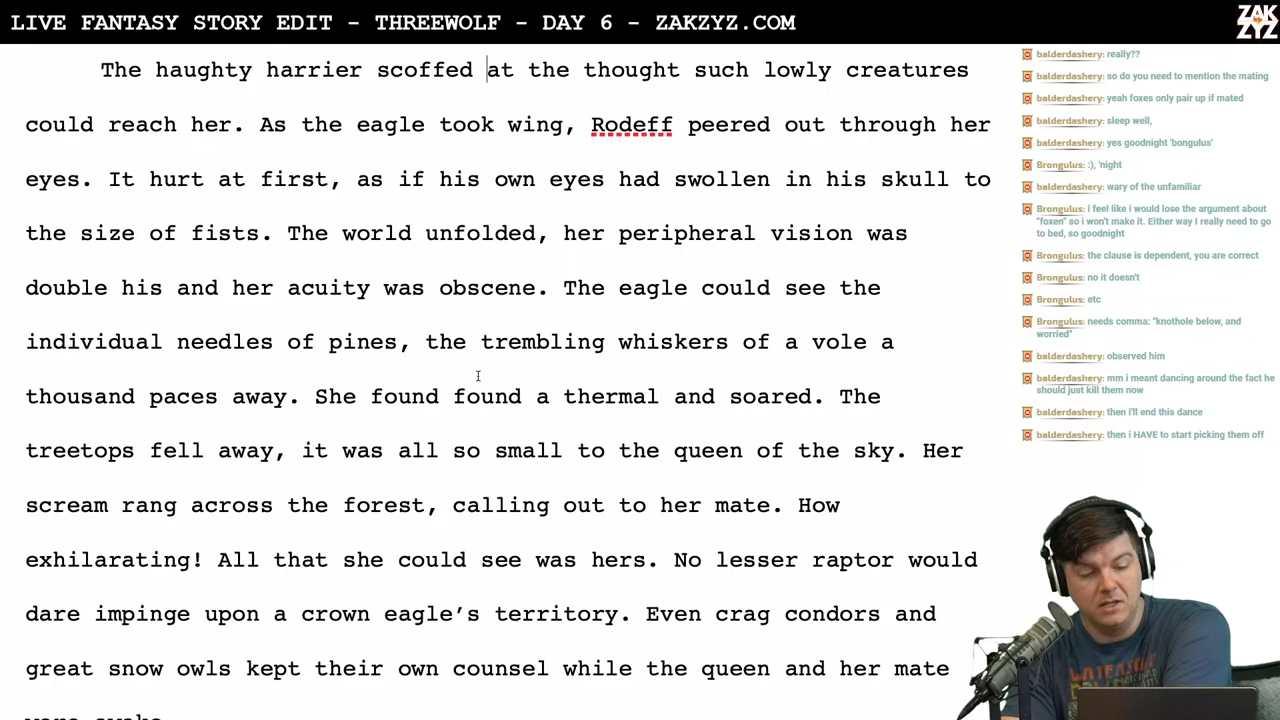 LIVE FANTASY STORY EDIT - THREEWOLF - DAY 6 - ZAKZYZ.COM
ZAK
ZYZ
The haughty harrier scoffed at the thought such lowly creatures
could reach her. As the eagle took wing, Rodeff peered out through her
eyes. It hurt at first, as if his own eyes had swollen in his skull to
the size of fists. The world unfolded, her peripheral vision was
double his and her acuity was obscene. The eagle could see the
individual needles of pines, the trembling whiskers of a vole a
thousand paces away. She found found a thermal and soared. The
treetops fell away, it was all so small to the queen of the sky. Her
scream rang across the forest, calling out to her mate. How
exhilarating! All that she could see was hers. No lesser raptor would
dare impinge upon a crown eagle’s territory. Even crag condors and
great snow owls kept their own counsel while the queen and her mate
balderdashery: really??
balderdashery: so do you need to mention the mating
balderdashery: yeah foxes only pair up if mated
balderdashery: sleep well,
balderdashery: yes goodnight 'bongulus'
Brongulus: :), 'night
balderdashery: wary of the unfamiliar
Brongulus: i feel like i would lose the argument about
"foxen" so i won't make it. Either way I really need to go
to bed, so goodnight
Brongulus: the clause is dependent, you are correct
Brongulus: no it doesn't
Brongulus: etc
Brongulus: needs comma: "knothole below, and
worried"
balderdashery: observed him
balderdashery: mm i meant dancing around the fact he
should just kill them now
balderdashery: then i'll end this dance
balderdashery: then i HAVE to start picking them off